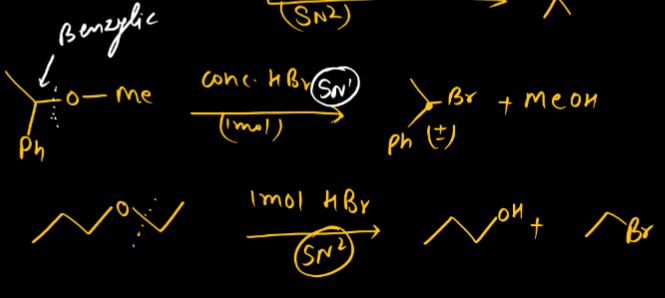 (SN2)
Benzylic
O — Me
conc. HBr (SN1)
(1mol)
Br + MeOH
Ph
Ph (±)
O
1mol HBr
(SN2)
OH +
Br